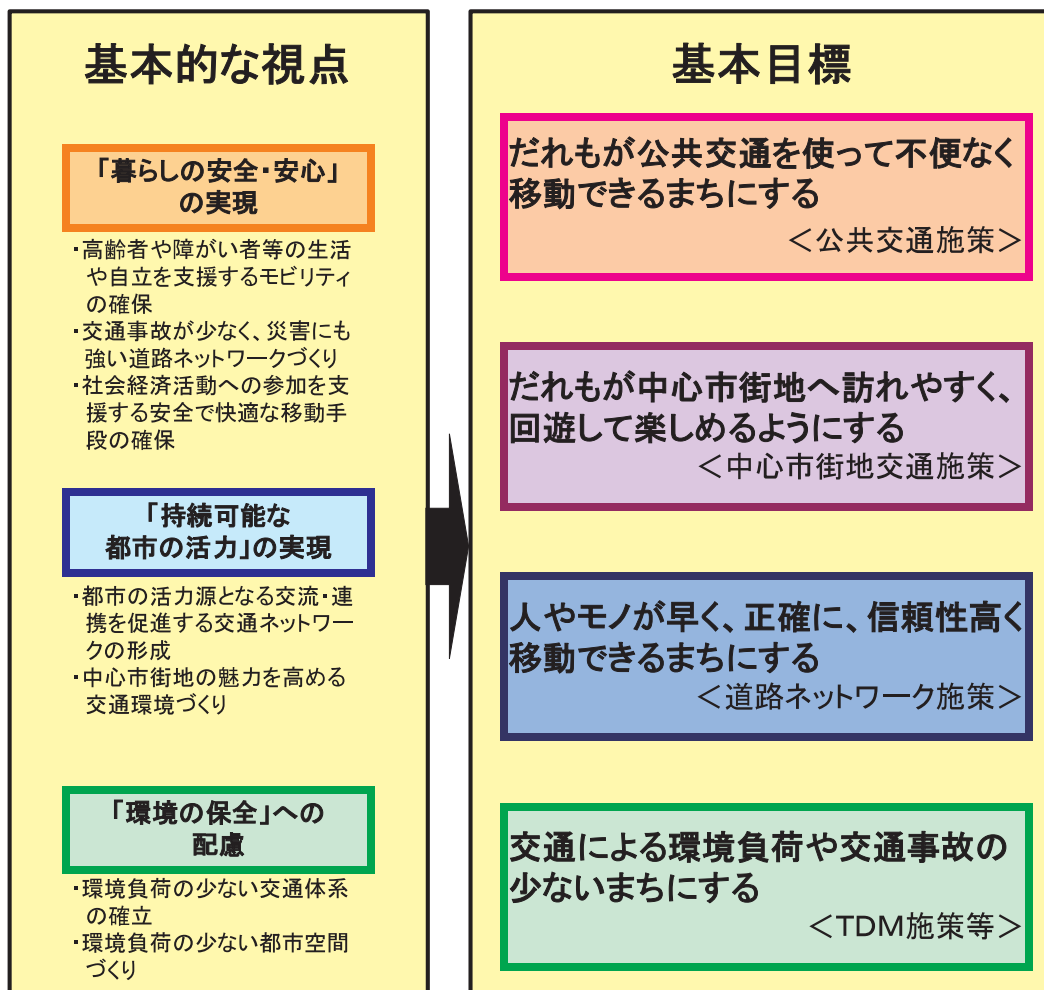 基本的な視点
「暮らしの安全・安心」
の実現
・高齢者や障がい者等の生活
や自立を支援するモビリティ
の確保
・交通事故が少なく、災害にも
強い道路ネットワークづくり
・社会経済活動への参加を支
援する安全で快適な移動手
段の確保
「持続可能な
都市の活力」の実現
・都市の活力源となる交流・連
携を促進する交通ネットワー
クの形成
・中心市街地の魅力を高める
交通環境づくり
「環境の保全」への
配慮
・環境負荷の少ない交通体系
の確立
・環境負荷の少ない都市空間
づくり
基本目標
だれもが公共交通を使って不便なく
移動できるまちにする
＜公共交通施策＞
だれもが中心市街地へ訪れやすく、
回遊して楽しめるようにする
＜中心市街地交通施策＞
人やモノが早く、正確に、信頼性高く
移動できるまちにする
＜道路ネットワーク施策＞
交通による環境負荷や交通事故の
少ないまちにする
＜TDM施策等＞